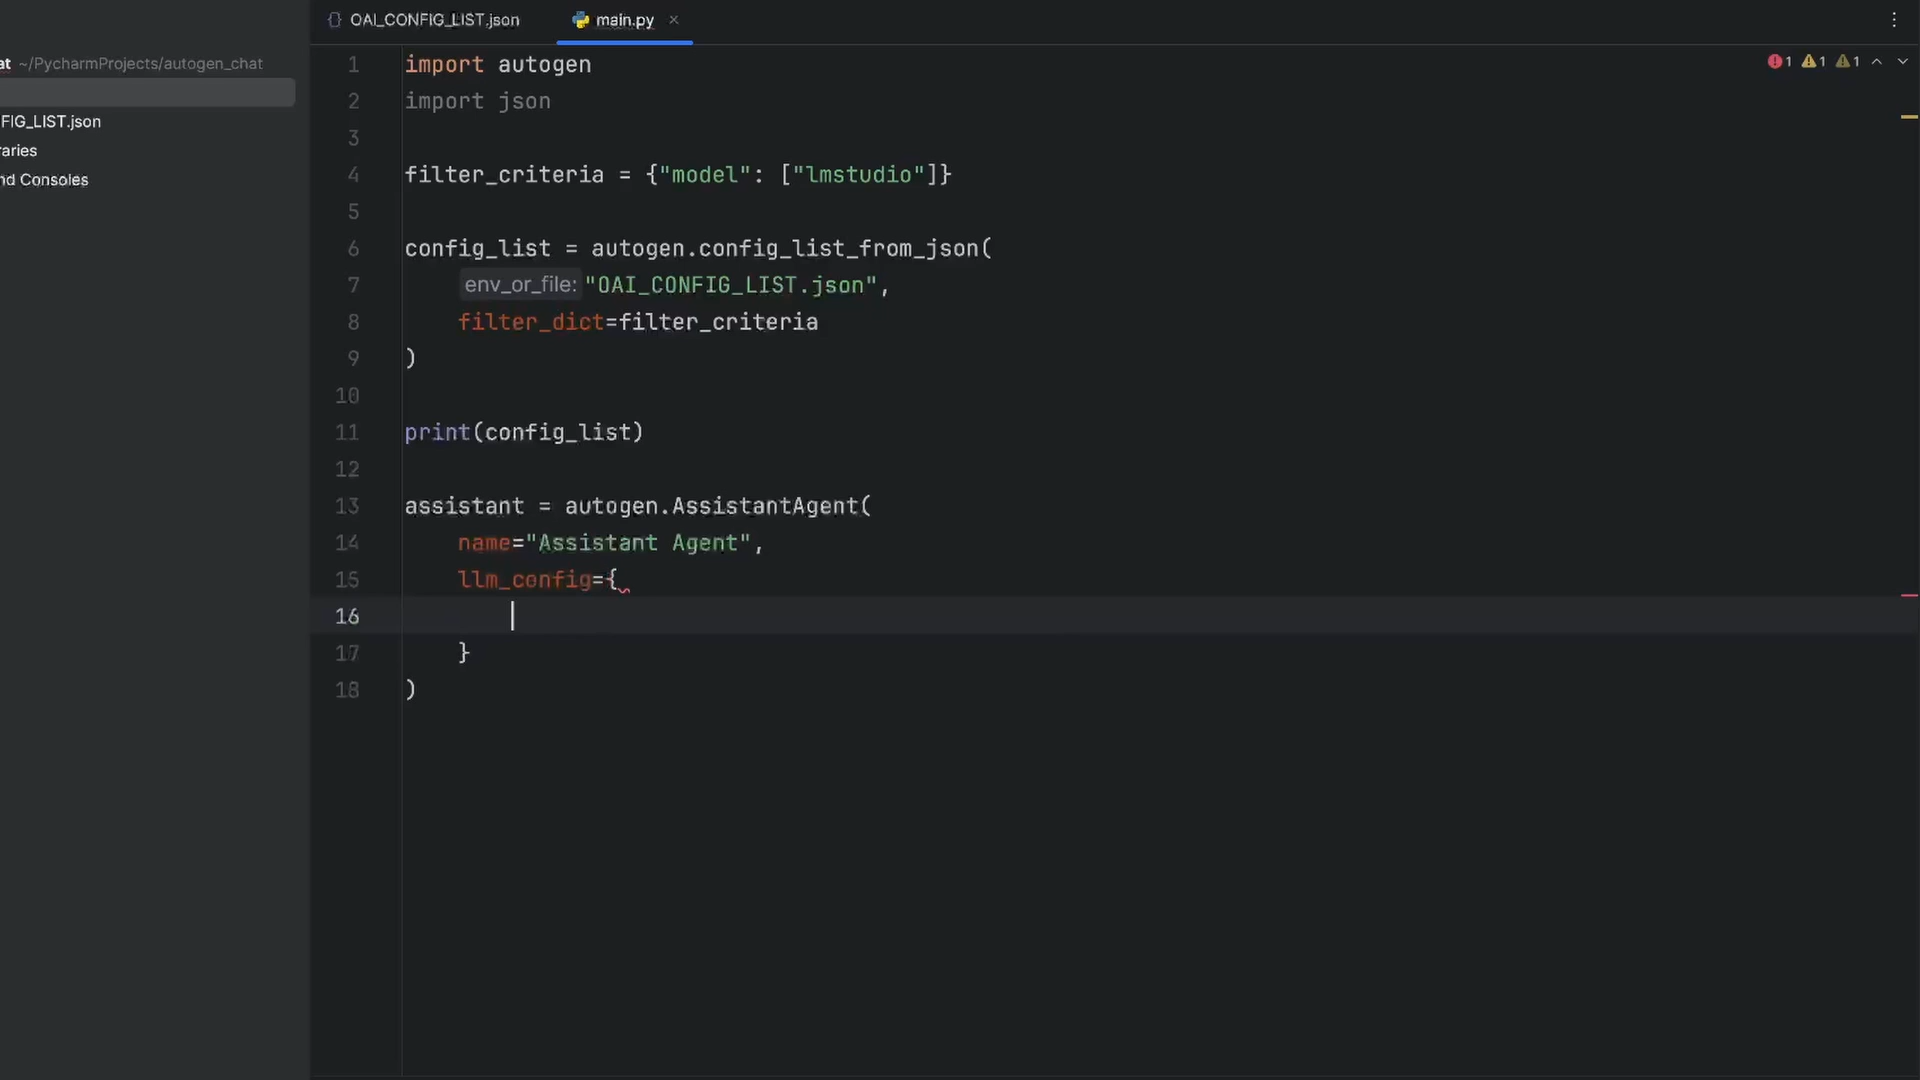 OAI_CONFIG_LIST.json
main.py
at ~/PycharmProjects/autogen_chat
FIG_LIST.json
raries
nd Consoles
1 1 1
1 import autogen
2 import json
3
4 filter_criteria = {"model": ["lmstudio"]}
5
6 config_list = autogen.config_list_from_json(
7 env_or_file: "OAI_CONFIG_LIST.json",
8 filter_dict=filter_criteria
9 )
10
11 print(config_list)
12
13 assistant = autogen.AssistantAgent(
14 name="Assistant Agent",
15 llm_config={
16
17 }
18 )